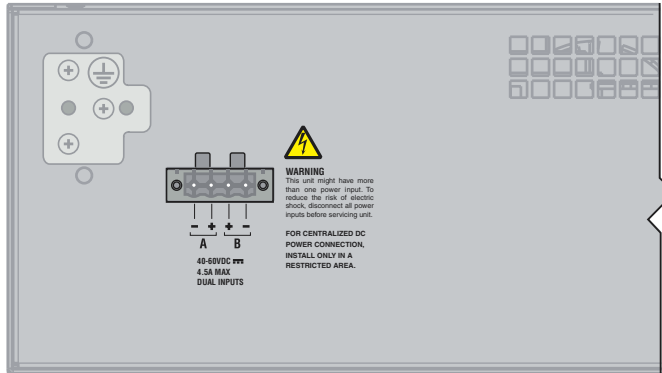 WARNING
This unit might have more
than one power input. To
reduce the risk of electric
shock, disconnect all power
inputs before servicing unit.
FOR CENTRALIZED DC
POWER CONNECTION,
INSTALL ONLY IN A
RESTRICTED AREA.
– + + –
A B
40-60VDC
4.5A MAX
DUAL INPUTS